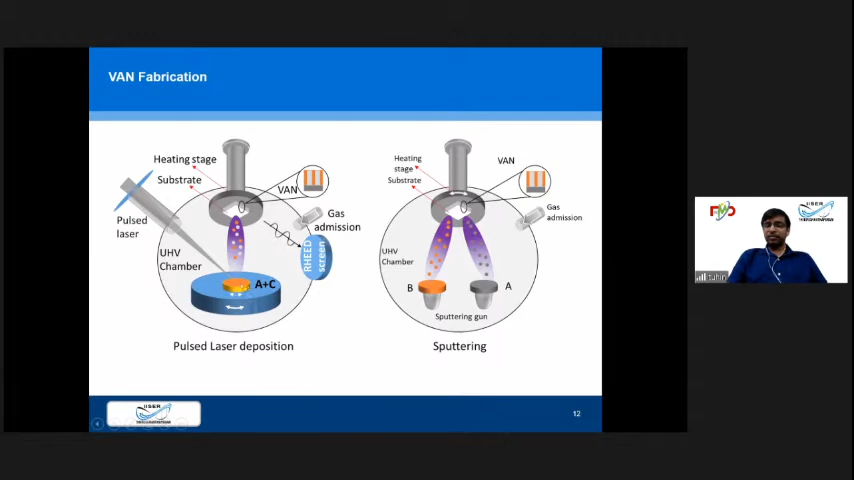 VAN Fabrication
Heating stage
Substrate
VAN
Pulsed
laser
Gas
admission
UHV
Chamber
RHEED
screen
A+C
Pulsed Laser deposition
Heating
stage
Substrate
VAN
Gas
admission
UHV
Chamber
B
A
Sputtering gun
Sputtering
IISER
12
IISER
tuhin